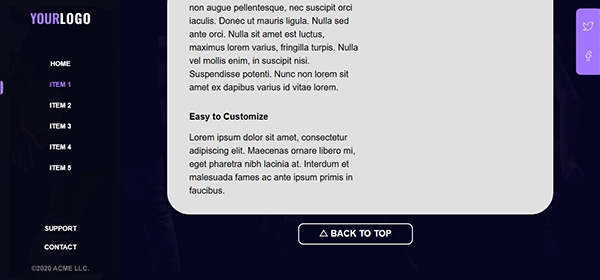 YOURLOGO
HOME
ITEM 1
ITEM 2
ITEM 3
ITEM 4
ITEM 5
SUPPORT
CONTACT
©2020 ACME LLC.
non augue pellentesque, nec suscipit orci
iaculis. Donec ut mauris ligula. Nulla sed
ante orci. Nulla sit amet est luctus,
maximus lorem varius, fringilla turpis. Nulla
vel mollis enim, in suscipit nisi.
Suspendisse potenti. Nunc non lorem sit
amet ex dapibus varius id vitae lorem.
Easy to Customize
Lorem ipsum dolor sit amet, consectetur
adipiscing elit. Maecenas ornare libero mi,
eget pharetra nibh lacinia at. Interdum et
malesuada fames ac ante ipsum primis in
faucibus.
BACK TO TOP